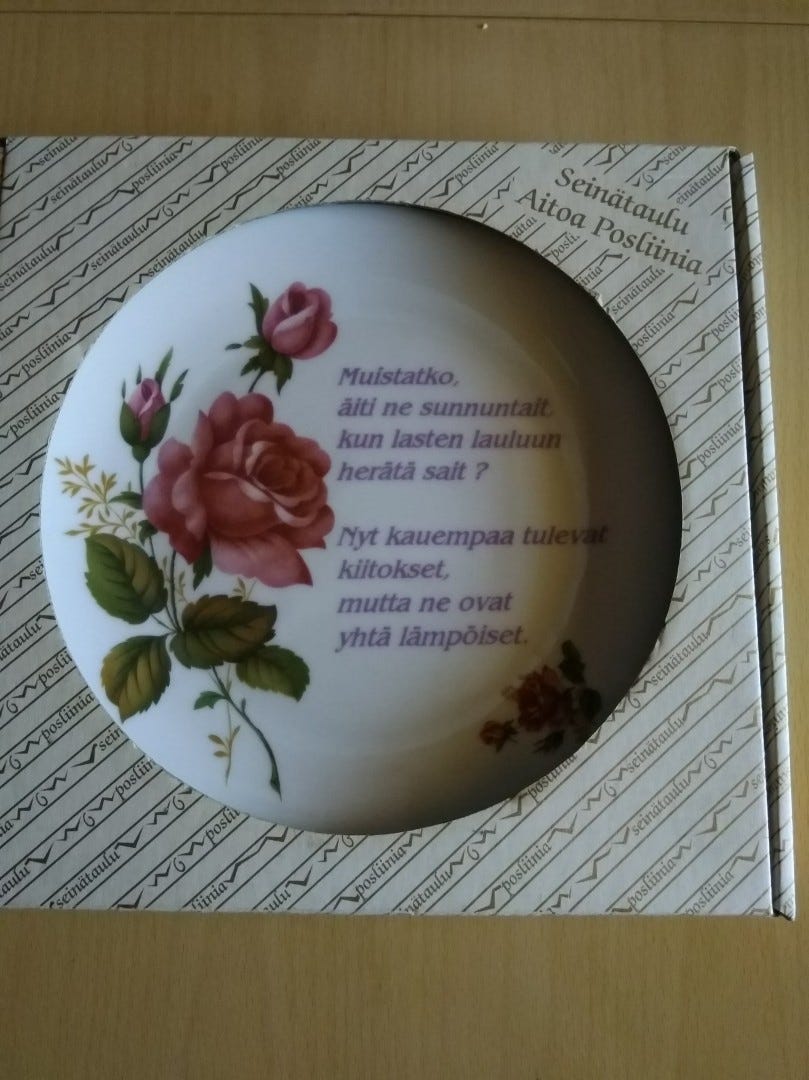 Seinätaulu
Aitoa Posliinia
Muistatko,
äiti ne sunnuntait,
kun lasten lauluun
herätä sait ?
Nyt kauempaa tulevat
kiitokset,
mutta ne ovat
yhtä lämpöiset.